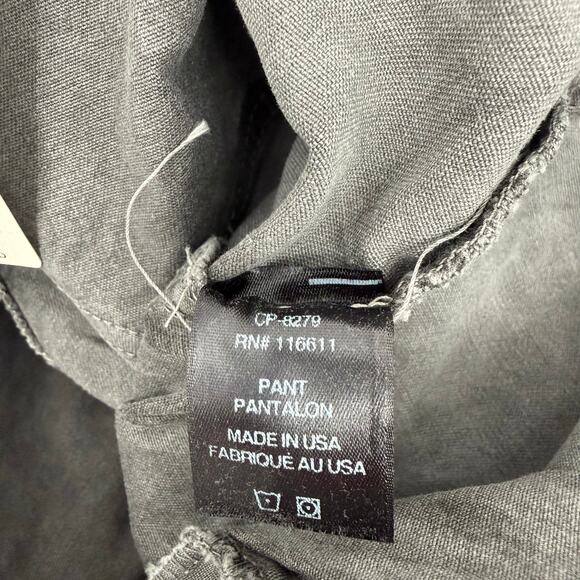 CP-8279
RN# 116611
PANT
PANTALON
MADE IN USA
FABRIQUÉ AU USA